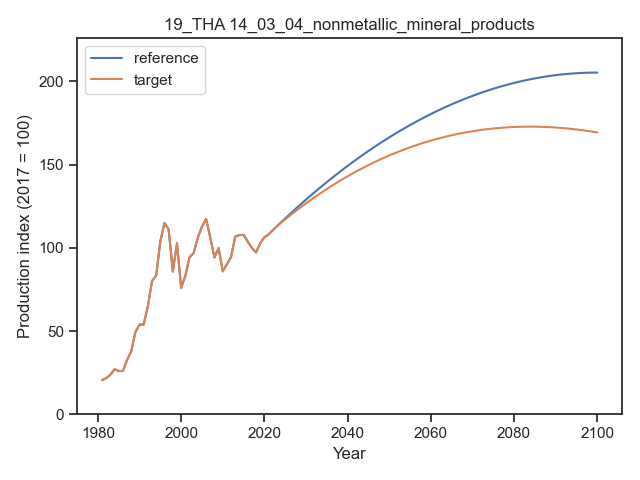 19_THA 14_03_04_nonmetallic_mineral_products
reference
target
Production index (2017 = 100)
200
150
100
50
0
1980 2000 2020 2040 2060 2080 2100
Year